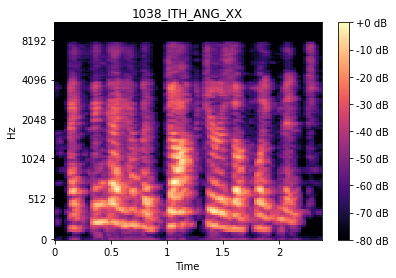 1038_ITH_ANG_XX
8192
4096
2048
1024
512
0
Hz
0
0.5
1
1.5
2
Time
+0 dB
-10 dB
-20 dB
-30 dB
-40 dB
-50 dB
-60 dB
-70 dB
-80 dB